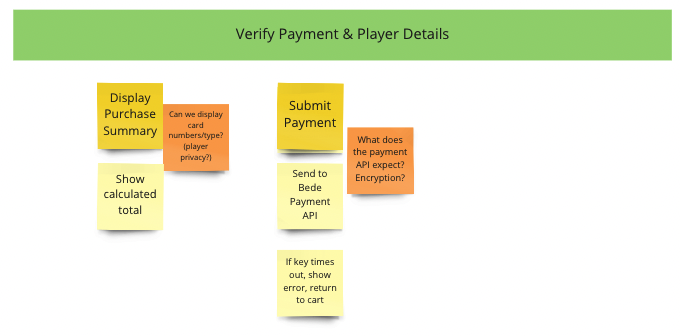 Verify Payment & Player Details
Display
Purchase
Summary
Can we display
card
numbers/type?
(player
privacy?)
Show
calculated
total
Submit
Payment
What does
the payment
API expect?
Encryption?
Send to
Bede
Payment
API
If key times
out, show
error, return
to cart